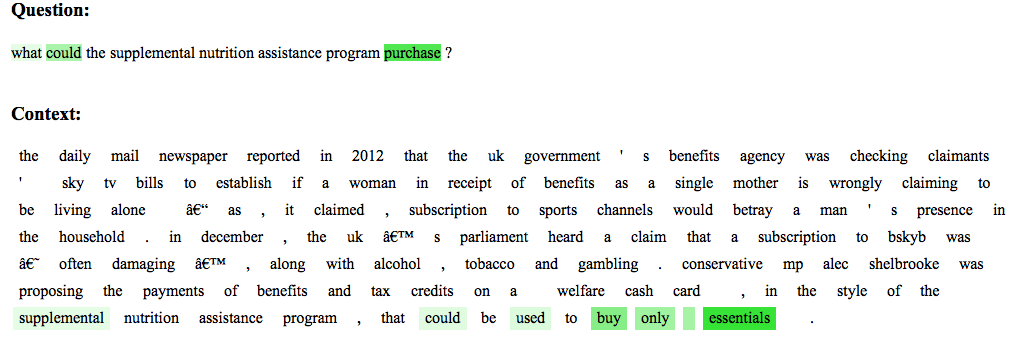 Question:
what could the supplemental nutrition assistance program purchase ?
Context:
the daily mail newspaper reported in 2012 that the uk government ' s benefits agency was checking claimants
' sky tv bills to establish if a woman in receipt of benefits as a single mother is wrongly claiming to
be living alone â€“ as , it claimed , subscription to sports channels would betray a man ' s presence in
the household . in december , the uk â€™ s parliament heard a claim that a subscription to bskyb was
â€˜ often damaging â€™ , along with alcohol , tobacco and gambling . conservative mp alec shelbrooke was
proposing the payments of benefits and tax credits on a welfare cash card , in the style of the
supplemental nutrition assistance program , that could be used to buy only essentials .